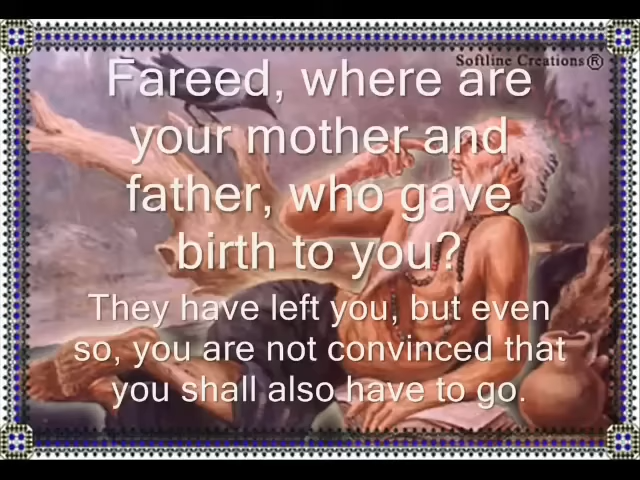 Softline Creations®
Fareed, where are
your mother and
father, who gave
birth to you?
They have left you, but even
so, you are not convinced that
you shall also have to go.